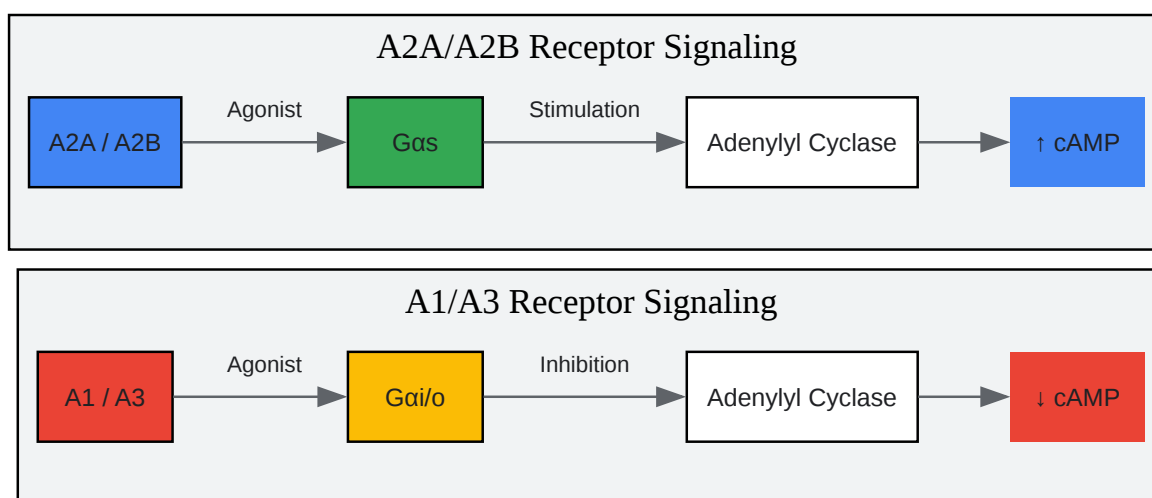 A2A/A2B Receptor Signaling
Agonist
Stimulation
A2A / A2B
Gαs
Adenylyl Cyclase
↑ cAMP
A1/A3 Receptor Signaling
Agonist
Inhibition
A1 / A3
Gαi/o
Adenylyl Cyclase
↓ cAMP